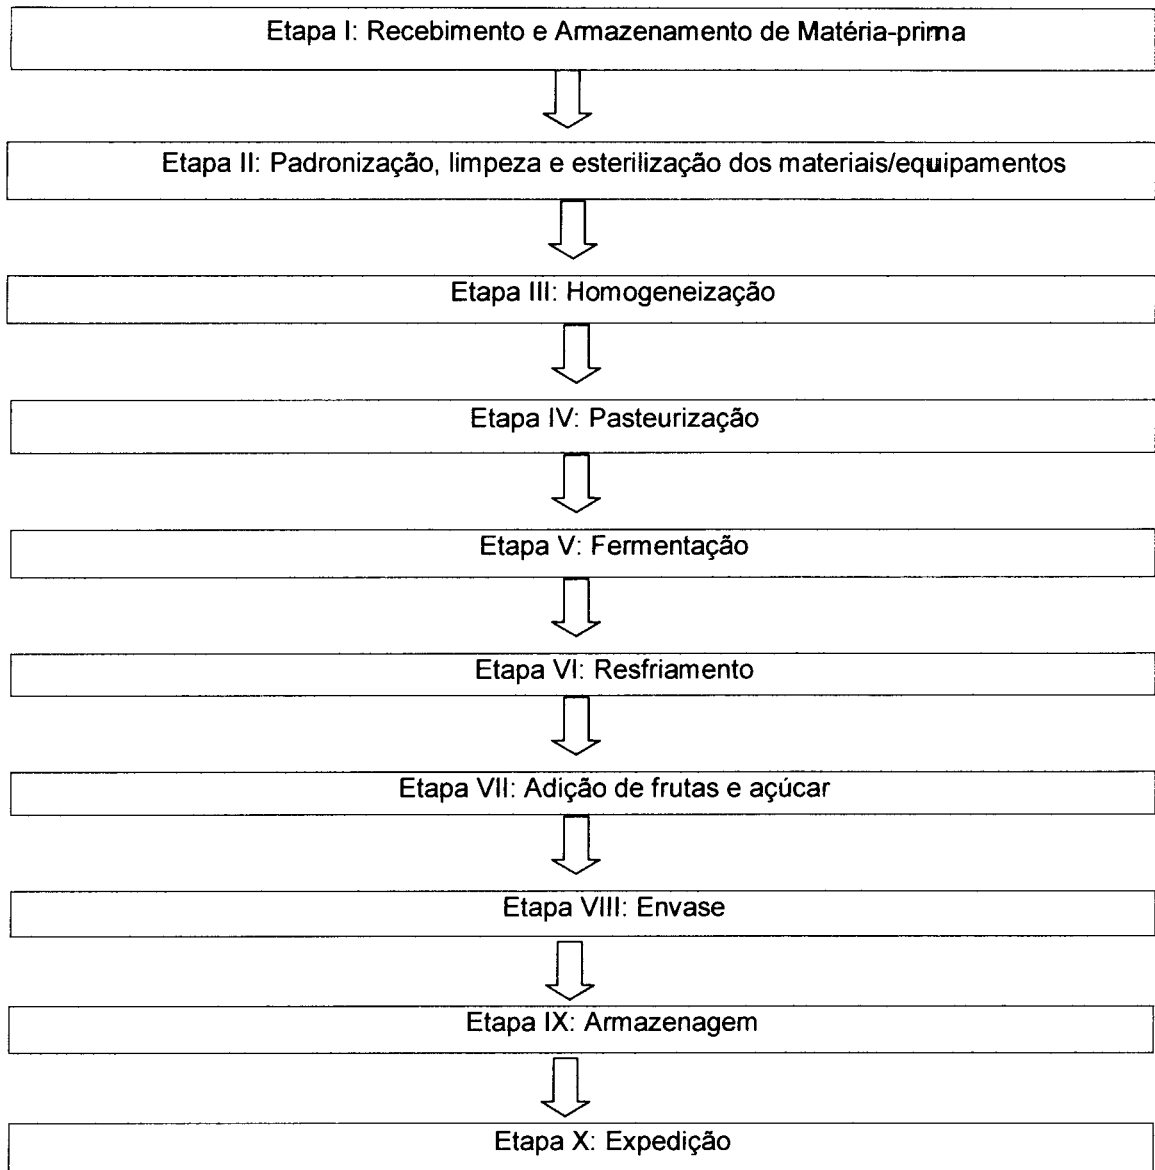 Etapa I: Recebimento e Armazenamento de Matéria-prima
Etapa II: Padronização, limpeza e esterilização dos materiais/equipamentos
Etapa III: Homogeneização
Etapa IV: Pasteurização
Etapa V: Fermentação
Etapa VI: Resfriamento
Etapa VII: Adição de frutas e açúcar
Etapa VIII: Envase
Etapa IX: Armazenagem
Etapa X: Expedição